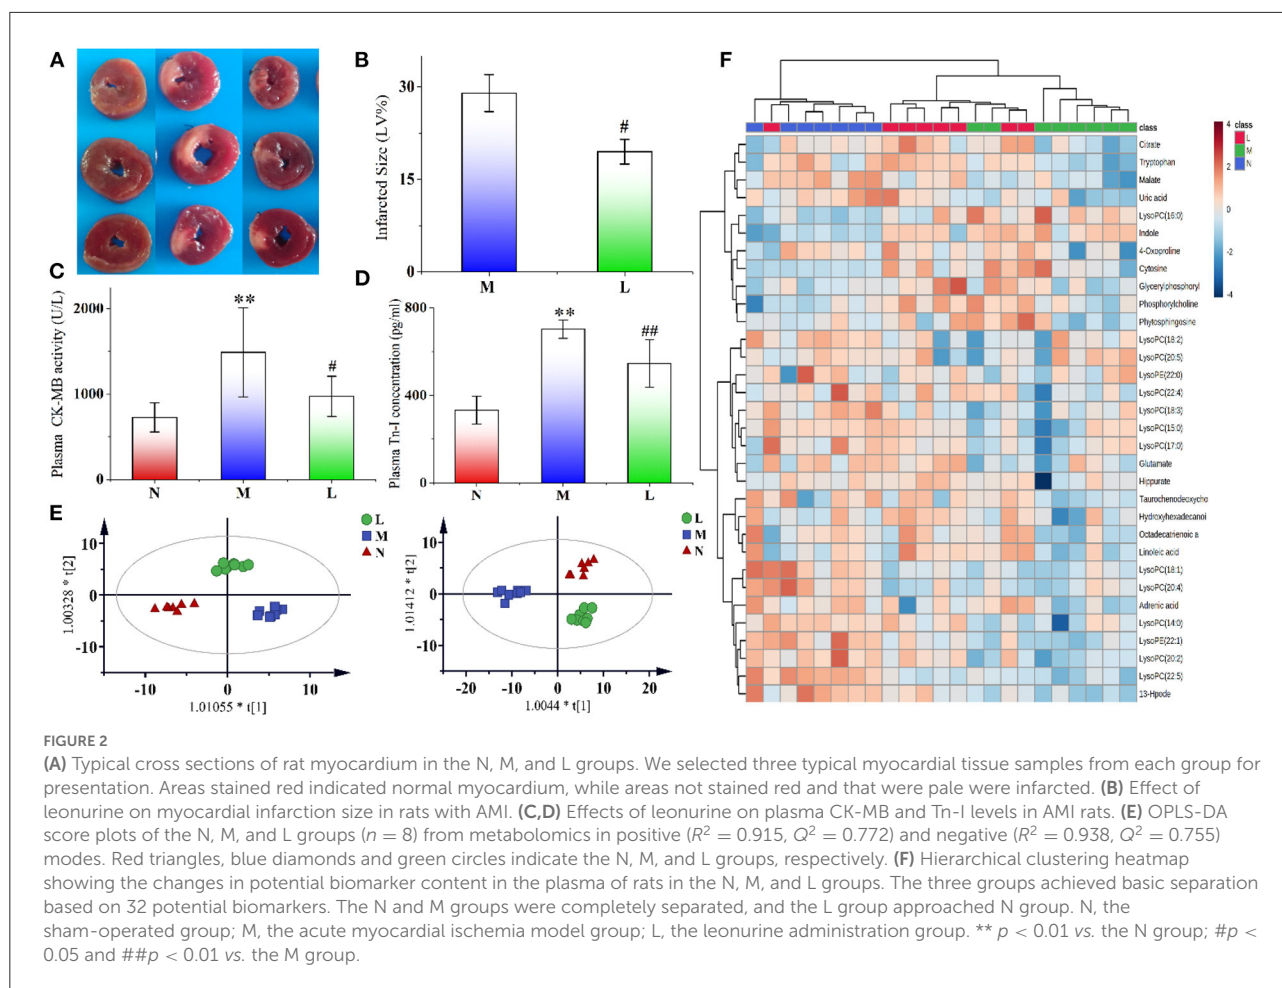 A
B
Infarcted Size (LV%)
30
15
0
M
L
#
C
Plasma CK-MB activity (U/L)
2000
1000
0
**
#
N
M
L
D
Plasma Tn-I concentration (pg/ml)
800
400
0
**
##
N
M
L
E
1.00328 * t[2]
10
0
-10
-10
0
10
1.01055 * t[1]
L
M
N
1.01412 * t[2]
10
0
-10
-20
-10
0
10
20
1.0044 * t[1]
L
M
N
F
class
Citrate
Tryptophan
Malate
Uric acid
LysoPC(16:0)
Indole
4-Oxoproline
Cytosine
Glycerylphosphoryl
Phosphorylcholine
Phytosphingosine
LysoPC(18:2)
LysoPC(20:5)
LysoPE(22:0)
LysoPC(22:4)
LysoPC(18:3)
LysoPC(15:0)
LysoPC(17:0)
Glutamate
Hippurate
Taurochenodeoxycho
Hydroxyhexadecanoi
Octadecatrienoic a
Linoleic acid
LysoPC(18:1)
LysoPC(20:4)
Adrenic acid
LysoPC(14:0)
LysoPE(22:1)
LysoPC(20:2)
LysoPC(22:5)
13-Hpode
4
2
0
-2
-4
class
L
M
N
FIGURE 2
(A) Typical cross sections of rat myocardium in the N, M, and L groups. We selected three typical myocardial tissue samples from each group for
presentation. Areas stained red indicated normal myocardium, while areas not stained red and that were pale were infarcted. (B) Effect of
leonurine on myocardial infarction size in rats with AMI. (C,D) Effects of leonurine on plasma CK-MB and Tn-I levels in AMI rats. (E) OPLS-DA
score plots of the N, M, and L groups (n = 8) from metabolomics in positive (R² = 0.915, Q² = 0.772) and negative (R² = 0.938, Q² = 0.755)
modes. Red triangles, blue diamonds and green circles indicate the N, M, and L groups, respectively. (F) Hierarchical clustering heatmap
showing the changes in potential biomarker content in the plasma of rats in the N, M, and L groups. The three groups achieved basic separation
based on 32 potential biomarkers. The N and M groups were completely separated, and the L group approached N group. N, the
sham-operated group; M, the acute myocardial ischemia model group; L, the leonurine administration group. ** p < 0.01 vs. the N group; #p <
0.05 and ##p < 0.01 vs. the M group.